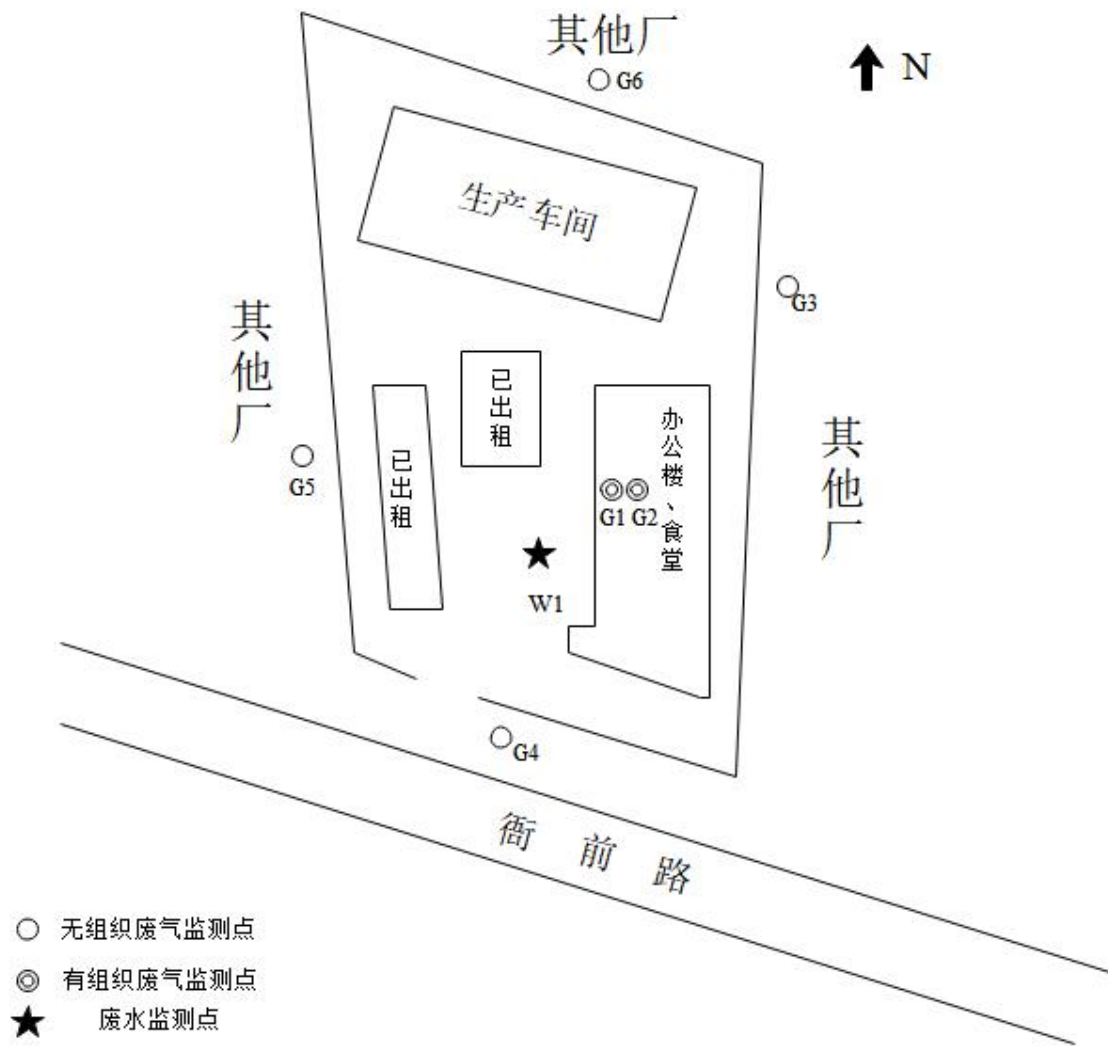 其他厂
G6
N
生产车间
G3
其他厂
已出租
已出租
办公楼、食堂
其他厂
G5
G1 G2
W1
G4
衙前路
无组织废气监测点
有组织废气监测点
废水监测点